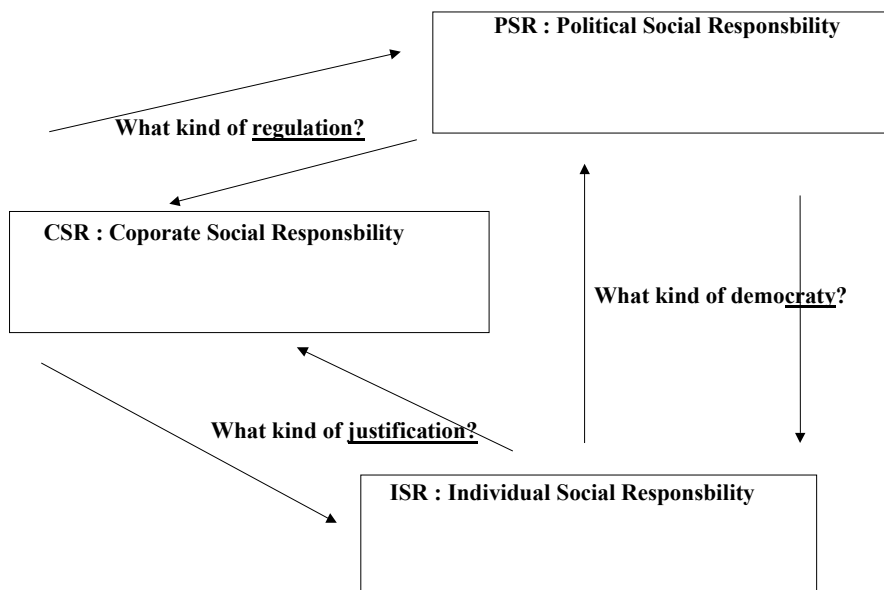 PSR : Political Social Responsbility
What kind of regulation?
CSR : Coporate Social Responsbility
What kind of democraty?
What kind of justification?
ISR : Individual Social Responsbility